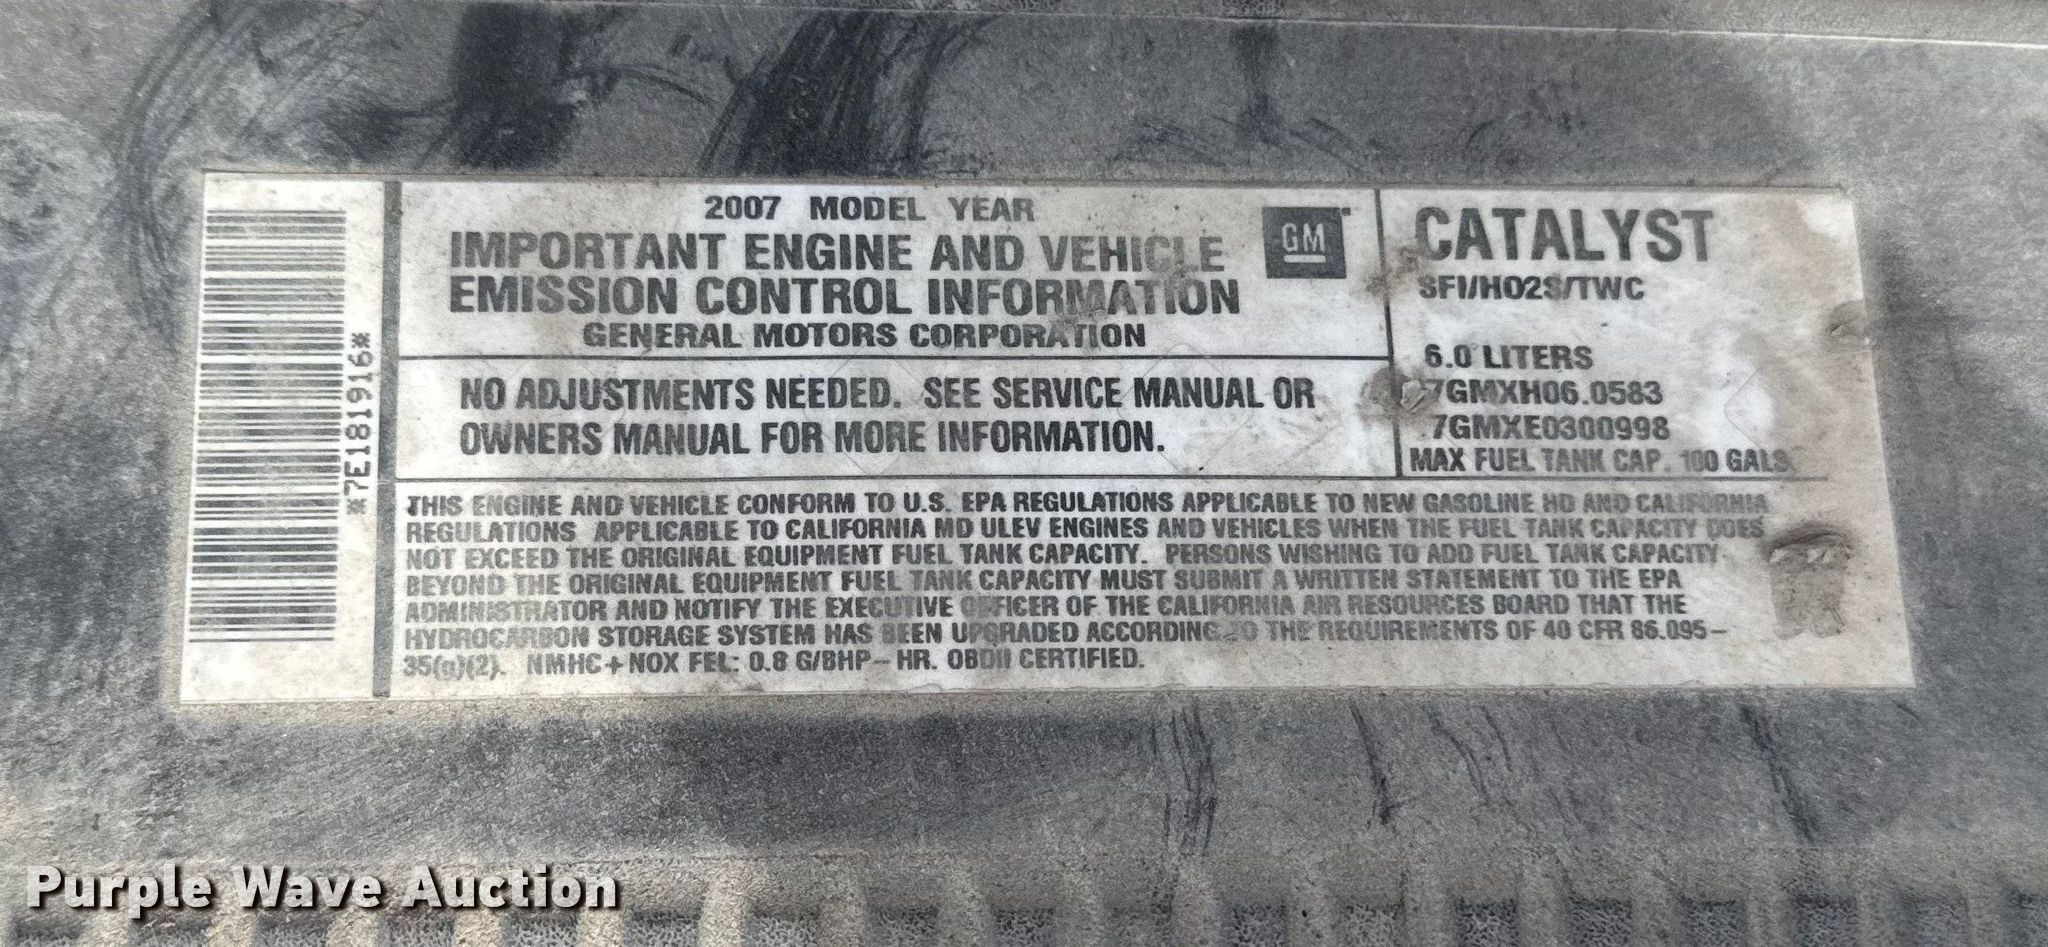 2007 MODEL YEAR
IMPORTANT ENGINE AND VEHICLE
EMISSION CONTROL INFORMATION
GENERAL MOTORS CORPORATION
GM
NO ADJUSTMENTS NEEDED. SEE SERVICE MANUAL OR
OWNERS MANUAL FOR MORE INFORMATION.
CATALYST
SFI/HO2S/TWC
6.0 LITERS
7GMXH06.0583
7GMXE0300998
MAX FUEL TANK CAP. 100 GALS.
THIS ENGINE AND VEHICLE CONFORM TO U.S. EPA REGULATIONS APPLICABLE TO NEW GASOLINE HD AND CALIFORNIA
REGULATIONS APPLICABLE TO CALIFORNIA MD ULEV ENGINES AND VEHICLES WHEN THE FUEL TANK CAPACITY DOES
NOT EXCEED THE ORIGINAL EQUIPMENT FUEL TANK CAPACITY. PERSONS WISHING TO ADD FUEL TANK CAPACITY
BEYOND THE ORIGINAL EQUIPMENT FUEL TANK CAPACITY MUST SUBMIT A WRITTEN STATEMENT TO THE EPA
ADMINISTRATOR AND NOTIFY THE EXECUTIVE OFFICER OF THE CALIFORNIA AIR RESOURCES BOARD THAT THE
HYDROCARBON STORAGE SYSTEM HAS BEEN UPGRADED ACCORDING TO THE REQUIREMENTS OF 40 CFR 86.095-
35(g)(2). NMHC+NOX FEL: 0.8 G/BHP-HR. OBDII CERTIFIED.
*7E181916*
Purple Wave Auction